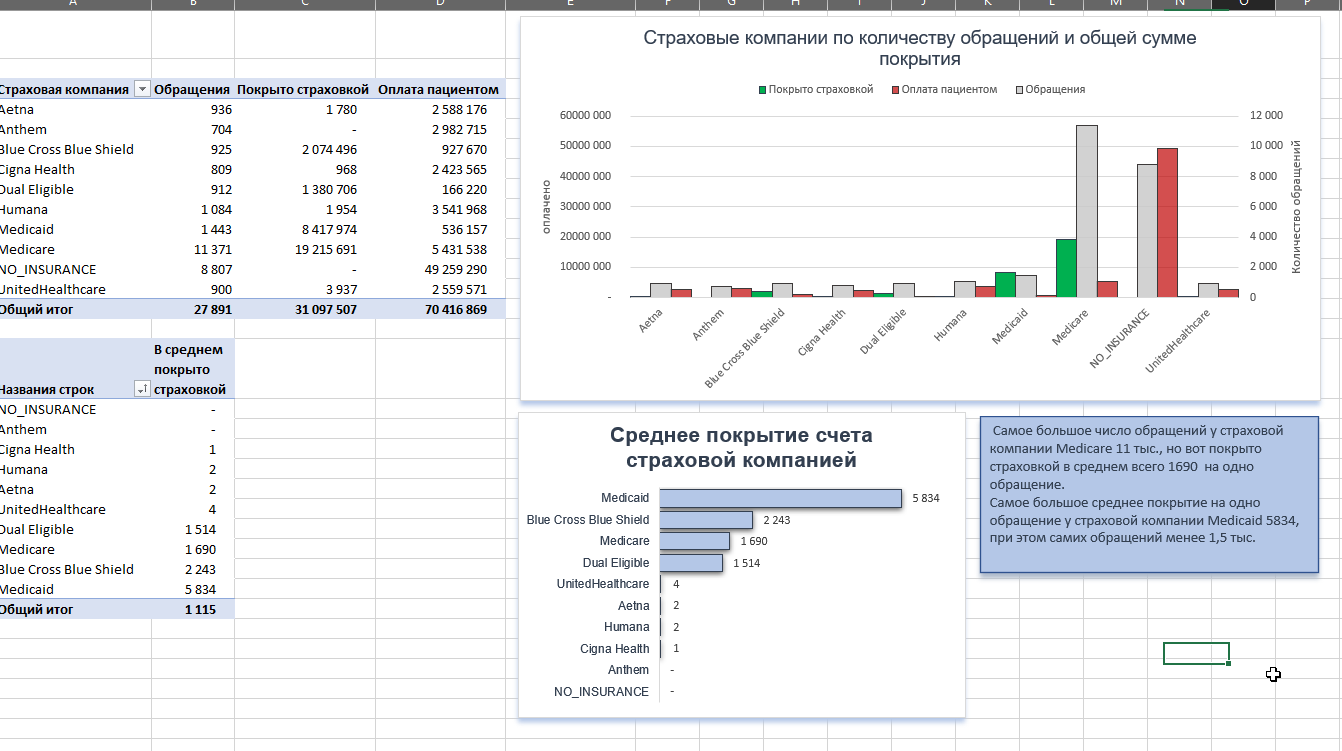 A B C D E F G H I J K L M N O P
Страховая компания Обращения Покрыто страховкой Оплата пациентом
Aetna 936 1 780 2 588 176
Anthem 704 - 2 982 715
Blue Cross Blue Shield 925 2 074 496 927 670
Cigna Health 809 968 2 423 565
Dual Eligible 912 1 380 706 166 220
Humana 1 084 1 954 3 541 968
Medicaid 1 443 8 417 974 536 157
Medicare 11 371 19 215 691 5 431 538
NO_INSURANCE 8 807 - 49 259 290
UnitedHealthcare 900 3 937 2 559 571
Общий итог 27 891 31 097 507 70 416 869
В среднем
покрыто
Названия строк страховкой
NO_INSURANCE -
Anthem -
Cigna Health 1
Humana 2
Aetna 2
UnitedHealthcare 4
Dual Eligible 1 514
Medicare 1 690
Blue Cross Blue Shield 2 243
Medicaid 5 834
Общий итог 1 115
Страховые компании по количеству обращений и общей сумме
покрытия
Покрыто страховкой Оплата пациентом Обращения
60000 000 12 000
50000 000 10 000
40000 000 8 000
30000 000 6 000
20000 000 4 000
10000 000 2 000
- 0
оплачено
Количество обращений
Aetna
Anthem
Blue Cross Blue Shield
Cigna Health
Dual Eligible
Humana
Medicaid
Medicare
NO_INSURANCE
UnitedHealthcare
Среднее покрытие счета
страховой компанией
Medicaid 5 834
Blue Cross Blue Shield 2 243
Medicare 1 690
Dual Eligible 1 514
UnitedHealthcare 4
Aetna 2
Humana 2
Cigna Health 1
Anthem -
NO_INSURANCE -
Самое большое число обращений у страховой
компании Medicare 11 тыс., но вот покрыто
страховкой в среднем всего 1690 на одно
обращение.
Самое большое среднее покрытие на одно
обращение у страховой компании Medicaid 5834,
при этом самих обращений менее 1,5 тыс.